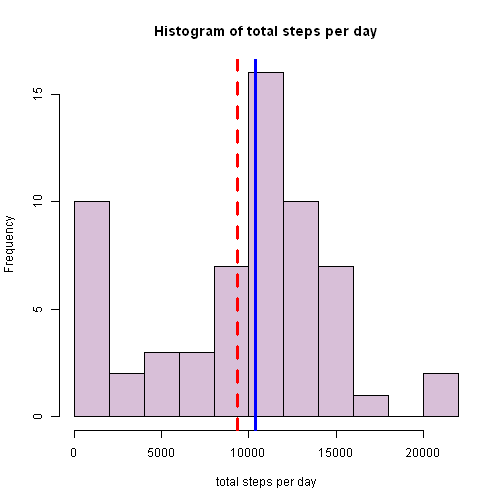 Histogram of total steps per day
Frequency
15
10
5
0
0 5000 10000 15000 20000
total steps per day